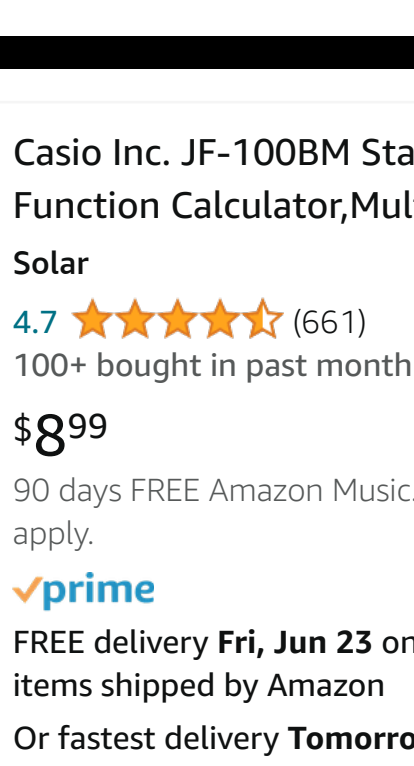 Casio Inc. JF-100BM Sta
Function Calculator,Mul
Solar
4.7 (661)
100+ bought in past month
$899
90 days FREE Amazon Music.
apply.
prime
FREE delivery Fri, Jun 23 on
items shipped by Amazon
Or fastest delivery Tomorro